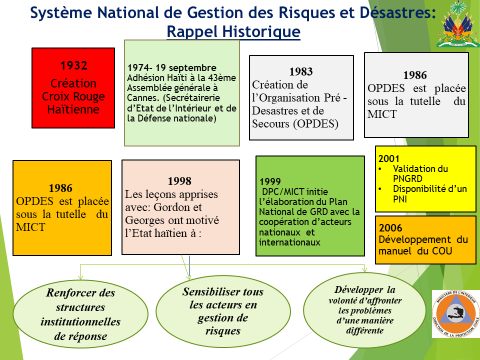 Système National de Gestion des Risques et Désastres:
Rappel Historique
1932
Création
Croix Rouge
Haïtienne
1974- 19 septembre
Adhésion Haïti à la 43ème
Assemblée générale à
Cannes. (Secrétairerie
d'Etat de l'Intérieur et de
la Défense nationale)
1983
Création de
l'Organisation Pré -
Desastres et de
Secours (OPDES)
1986
OPDES est placée
sous la tutelle du
MICT
1986
OPDES est placée
sous la tutelle du
MICT
1998
Les leçons apprises
avec: Gordon et
Georges ont motivé
l'Etat haïtien à :
1999
DPC/MICT initie
l'élaboration du Plan
National de GRD avec la
coopération d'acteurs
nationaux et
internationaux
2001
• Validation du
PNGRD
• Disponibilité d'un
PNI
2006
Développement du
manuel du COU
Renforcer des
structures
institutionnelles
de réponse
Sensibiliser tous
les acteurs en
gestion de
risques
Développer la
volonté d'affronter
les problèmes
d'une manière
différente